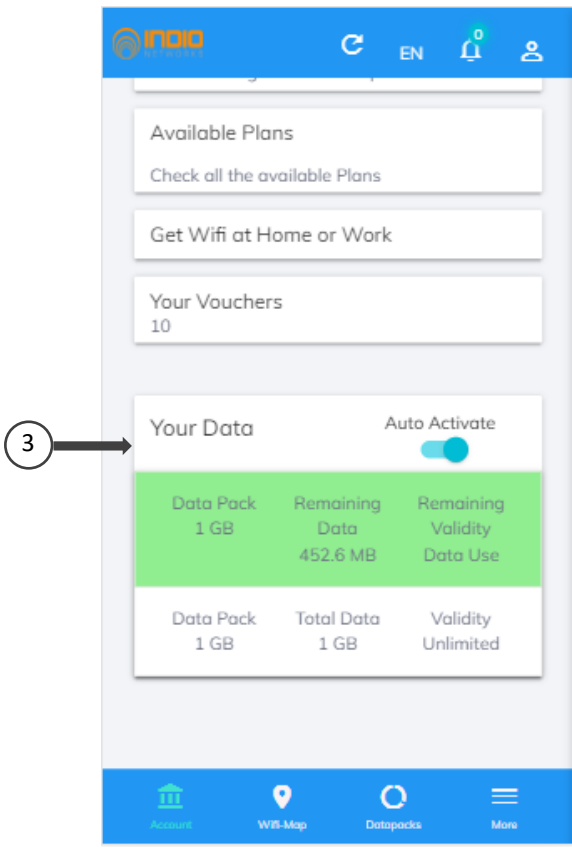 INDIO
NETWORKS
EN
0
Available Plans
Check all the available Plans
Get Wifi at Home or Work
Your Vouchers
10
3
Your Data
Auto Activate
Data Pack
1 GB
Remaining
Data
452.6 MB
Remaining
Validity
Data Use
Data Pack
1 GB
Total Data
1 GB
Validity
Unlimited
Account
Wifi-Map
Datapacks
More